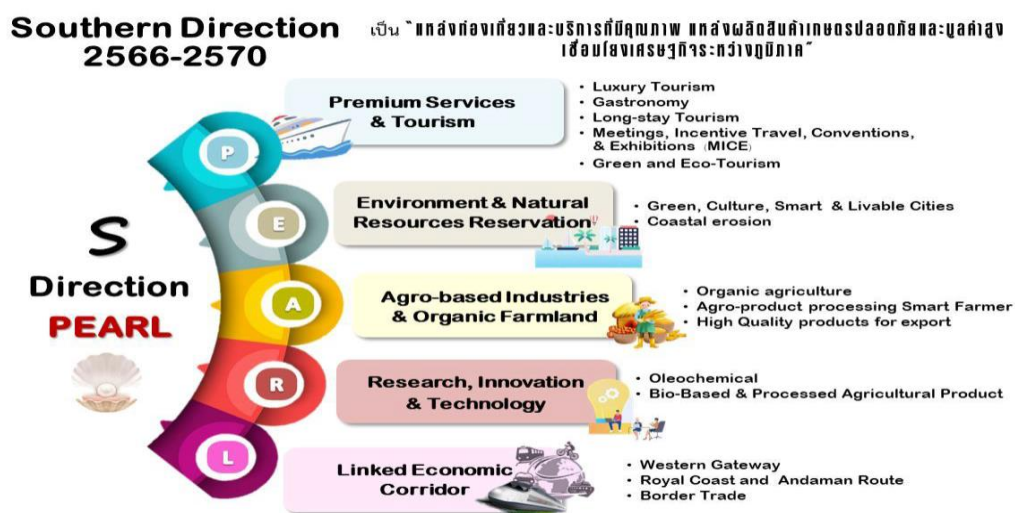 Southern Direction
2566-2570
เป็น "แหล่งท่องเที่ยวและบริการที่มีคุณภาพ แหล่งผลิตสินค้าเกษตรปลอดภัยและมูลค่าสูง
เชื่อมโยงเศรษฐกิจระหว่างภูมิภาค"
S
Direction
PEARL
P
Premium Services
& Tourism
• Luxury Tourism
• Gastronomy
• Long-stay Tourism
• Meetings, Incentive Travel, Conventions,
& Exhibitions (MICE)
• Green and Eco-Tourism
E
Environment & Natural
Resources Reservation
• Green, Culture, Smart & Livable Cities
• Coastal erosion
A
Agro-based Industries
& Organic Farmland
• Organic agriculture
• Agro-product processing Smart Farmer
• High Quality products for export
R
Research, Innovation
& Technology
• Oleochemical
• Bio-Based & Processed Agricultural Product
L
Linked Economic
Corridor
• Western Gateway
• Royal Coast and Andaman Route
• Border Trade